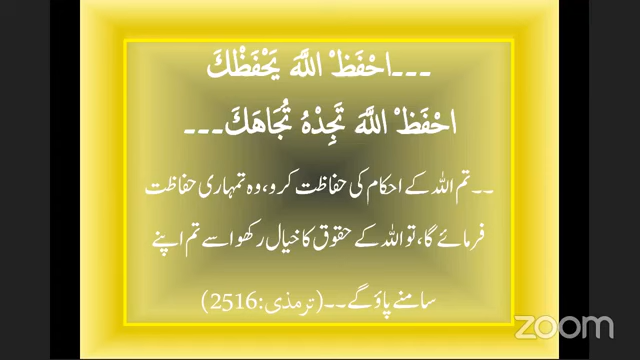 ---احْفَظْ اللَّهَ يَحْفَظْكَ
احْفَظْ اللَّهَ تَجِدْهُ تُجَاهَكَ---
--تم اللہ کے احکام کی حفاظت کرو، وہ تمہاری حفاظت
فرمائے گا، تو اللہ کے حقوق کا خیال رکھو اسے تم اپنے
سامنے پاؤ گے--(ترمذی:2516)
zoom